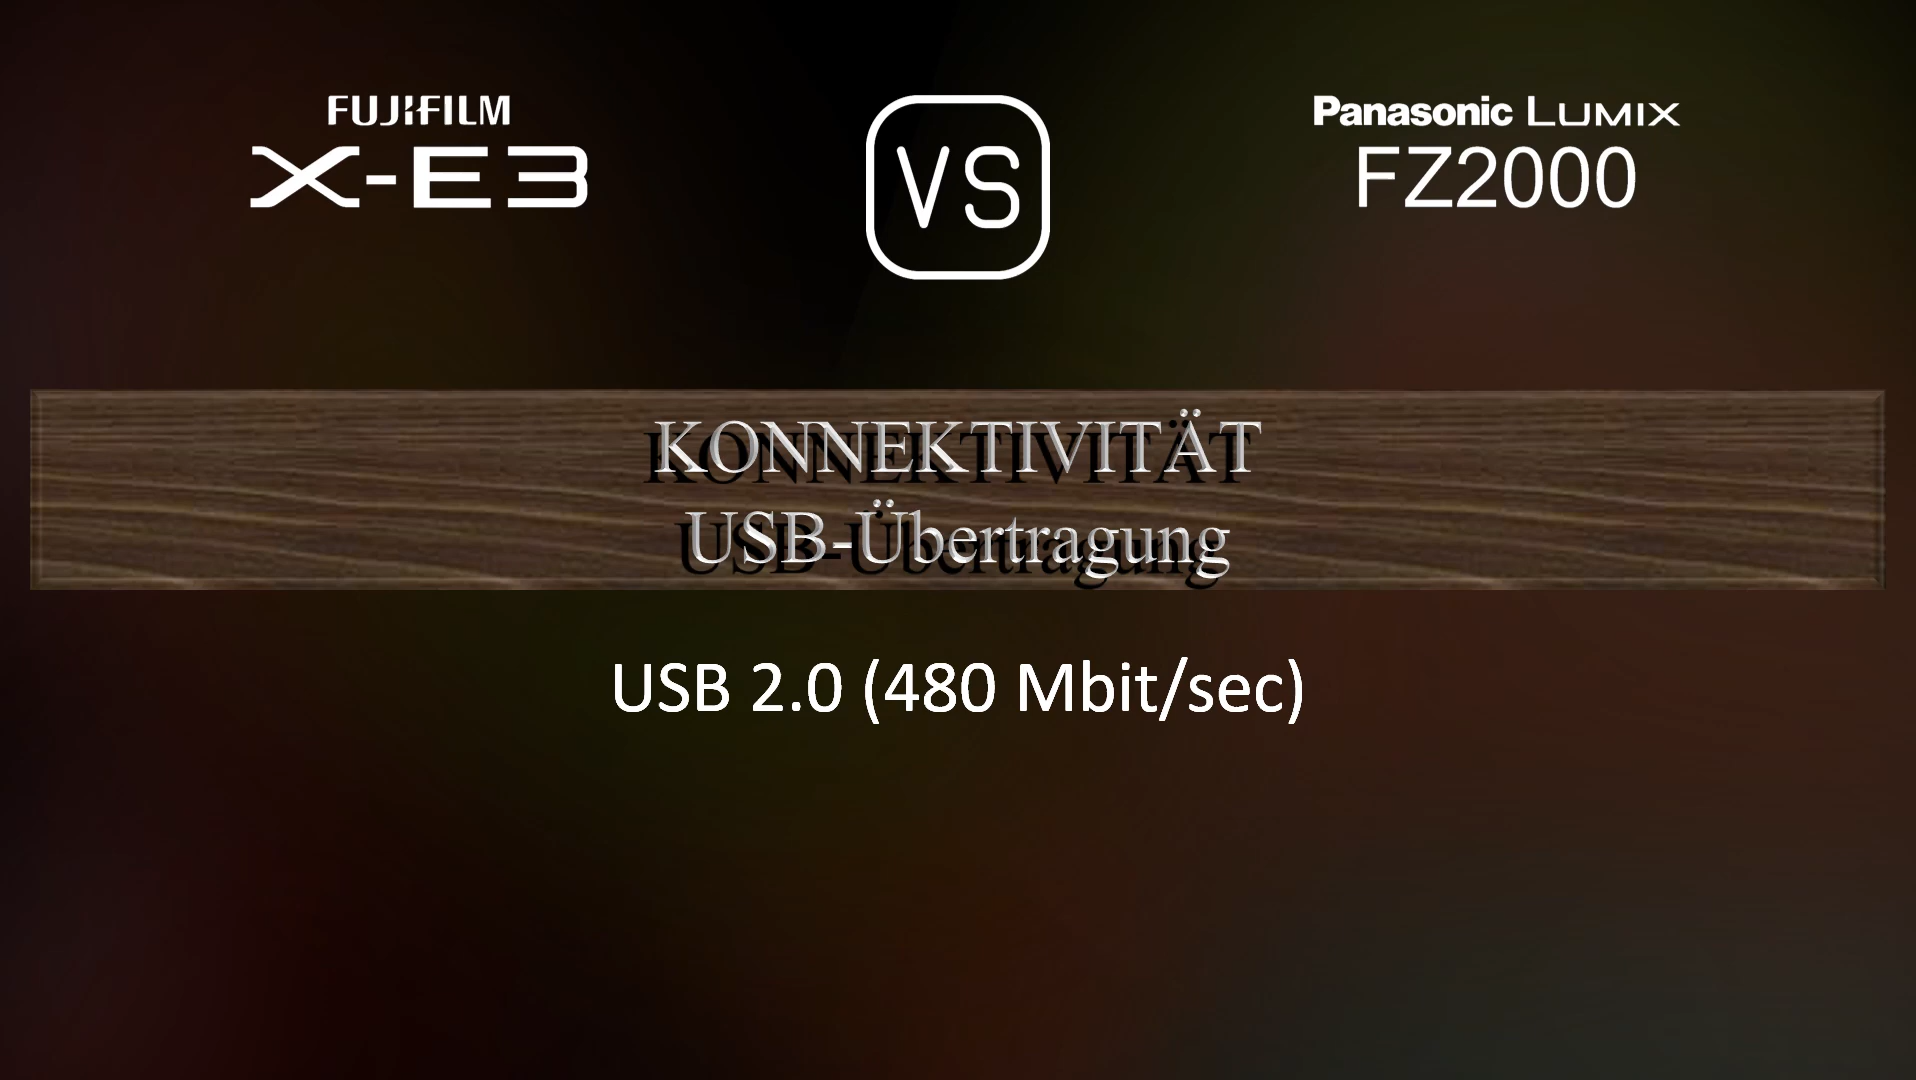 FUJIFILM
X-E3
VS
Panasonic LUMIX
FZ2000
KONNEKTIVITÄT
USB-Übertragung
USB 2.0 (480 Mbit/sec)